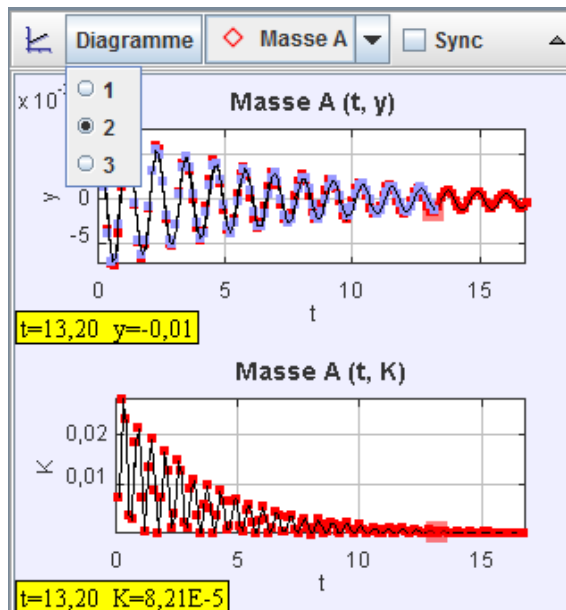 Diagramme Masse A Sync
1
2
3
x 10⁻
Masse A (t, y)
y
0
-5
0 5 10 15
t
t=13,20 y=-0,01
Masse A (t, K)
K
0,02
0,01
0 5 10 15
t
t=13,20 K=8,21E-5